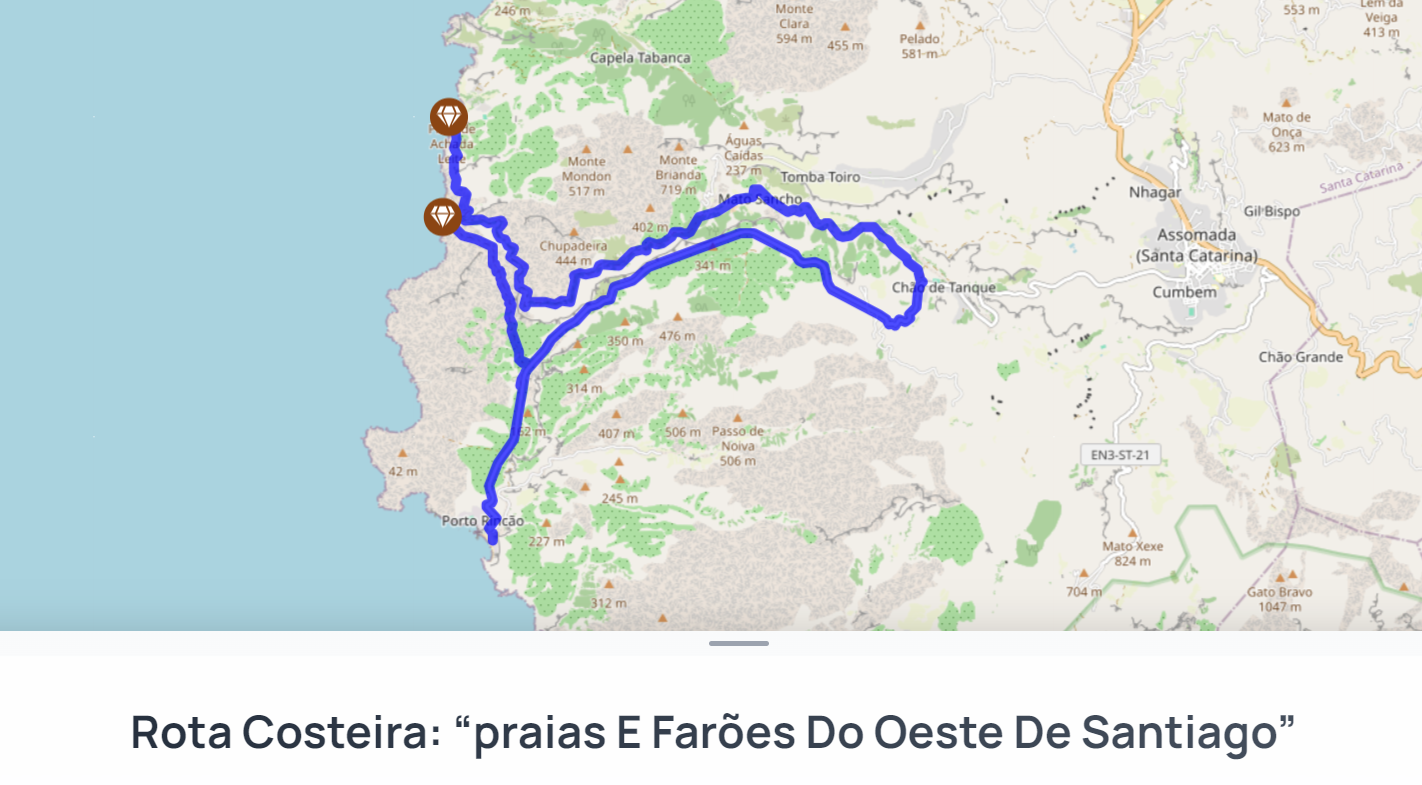 246 m
Monte
Clara
594 m
455 m
Pelado
581 m
553 m
Lém da
Veiga
413 m
Capela Tabanca
Mato de
Onça
623 m
Achada
Águas
Caídas
237 m
Monte
Mondon
517 m
Monte
Brianda
719 m
Tomba Toiro
Santa Catarina
Nhagar
Mato Sancho
Gil Bispo
402 m
Assomada
(Santa Catarina)
Chupadeira
444 m
341 m
Chão de Tanque
Cumbem
350 m
476 m
Chão Grande
314 m
407 m
506 m
Passo de
Noiva
506 m
EN3-ST-21
42 m
245 m
Porto Rincão
227 m
Mato Xexe
824 m
704 m
Gato Bravo
1047 m
312 m
Rota Costeira: “praias E Farões Do Oeste De Santiago”